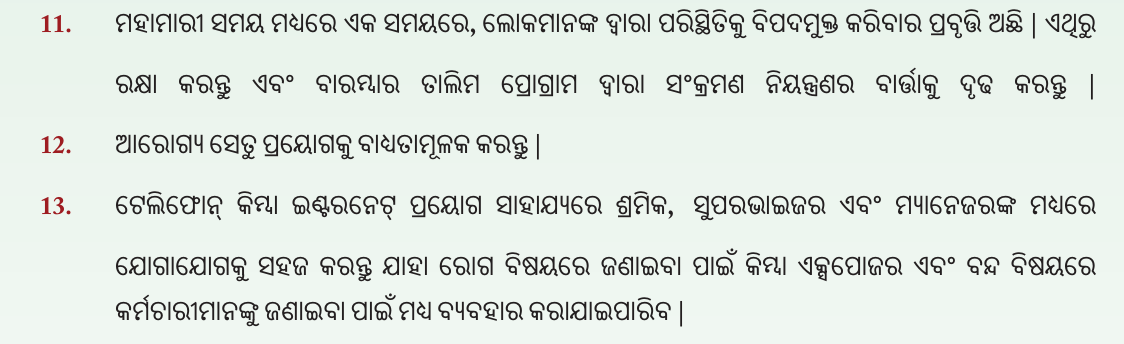 11. ମହାମାରୀ ସମୟ ମଧ୍ୟରେ ଏକ ସମୟରେ, ଲୋକମାନଙ୍କ ଦ୍ୱାରା ପରିସ୍ଥିତିକୁ ବିପଦମୁକ୍ତ କରିବାର ପ୍ରବୃତ୍ତି ଅଛି | ଏଥିରୁ
ରକ୍ଷା କରନ୍ତୁ ଏବଂ ବାରମ୍ବାର ତାଲିମ ପ୍ରୋଗ୍ରାମ ଦ୍ୱାରା ସଂକ୍ରମଣ ନିୟନ୍ତ୍ରଣର ବାର୍ତ୍ତାକୁ ଦୃଢ କରନ୍ତୁ |
12. ଆରୋଗ୍ୟ ସେତୁ ପ୍ରୟୋଗକୁ ବାଧ୍ୟତାମୂଳକ କରନ୍ତୁ |
13. ଟେଲିଫୋନ୍ କିମ୍ବା ଇଣ୍ଟରନେଟ୍ ପ୍ରୟୋଗ ସାହାଯ୍ୟରେ ଶ୍ରମିକ, ସୁପରଭାଇଜର ଏବଂ ମ୍ୟାନେଜରଙ୍କ ମଧ୍ୟରେ
ଯୋଗାଯୋଗକୁ ସହଜ କରନ୍ତୁ ଯାହା ରୋଗ ବିଷୟରେ ଜଣାଇବା ପାଇଁ କିମ୍ବା ଏକ୍ସପୋଜର ଏବଂ ବନ୍ଦ ବିଷୟରେ
କର୍ମଚାରୀମାନଙ୍କୁ ଜଣାଇବା ପାଇଁ ମଧ୍ୟ ବ୍ୟବହାର କରାଯାଇପାରିବ |